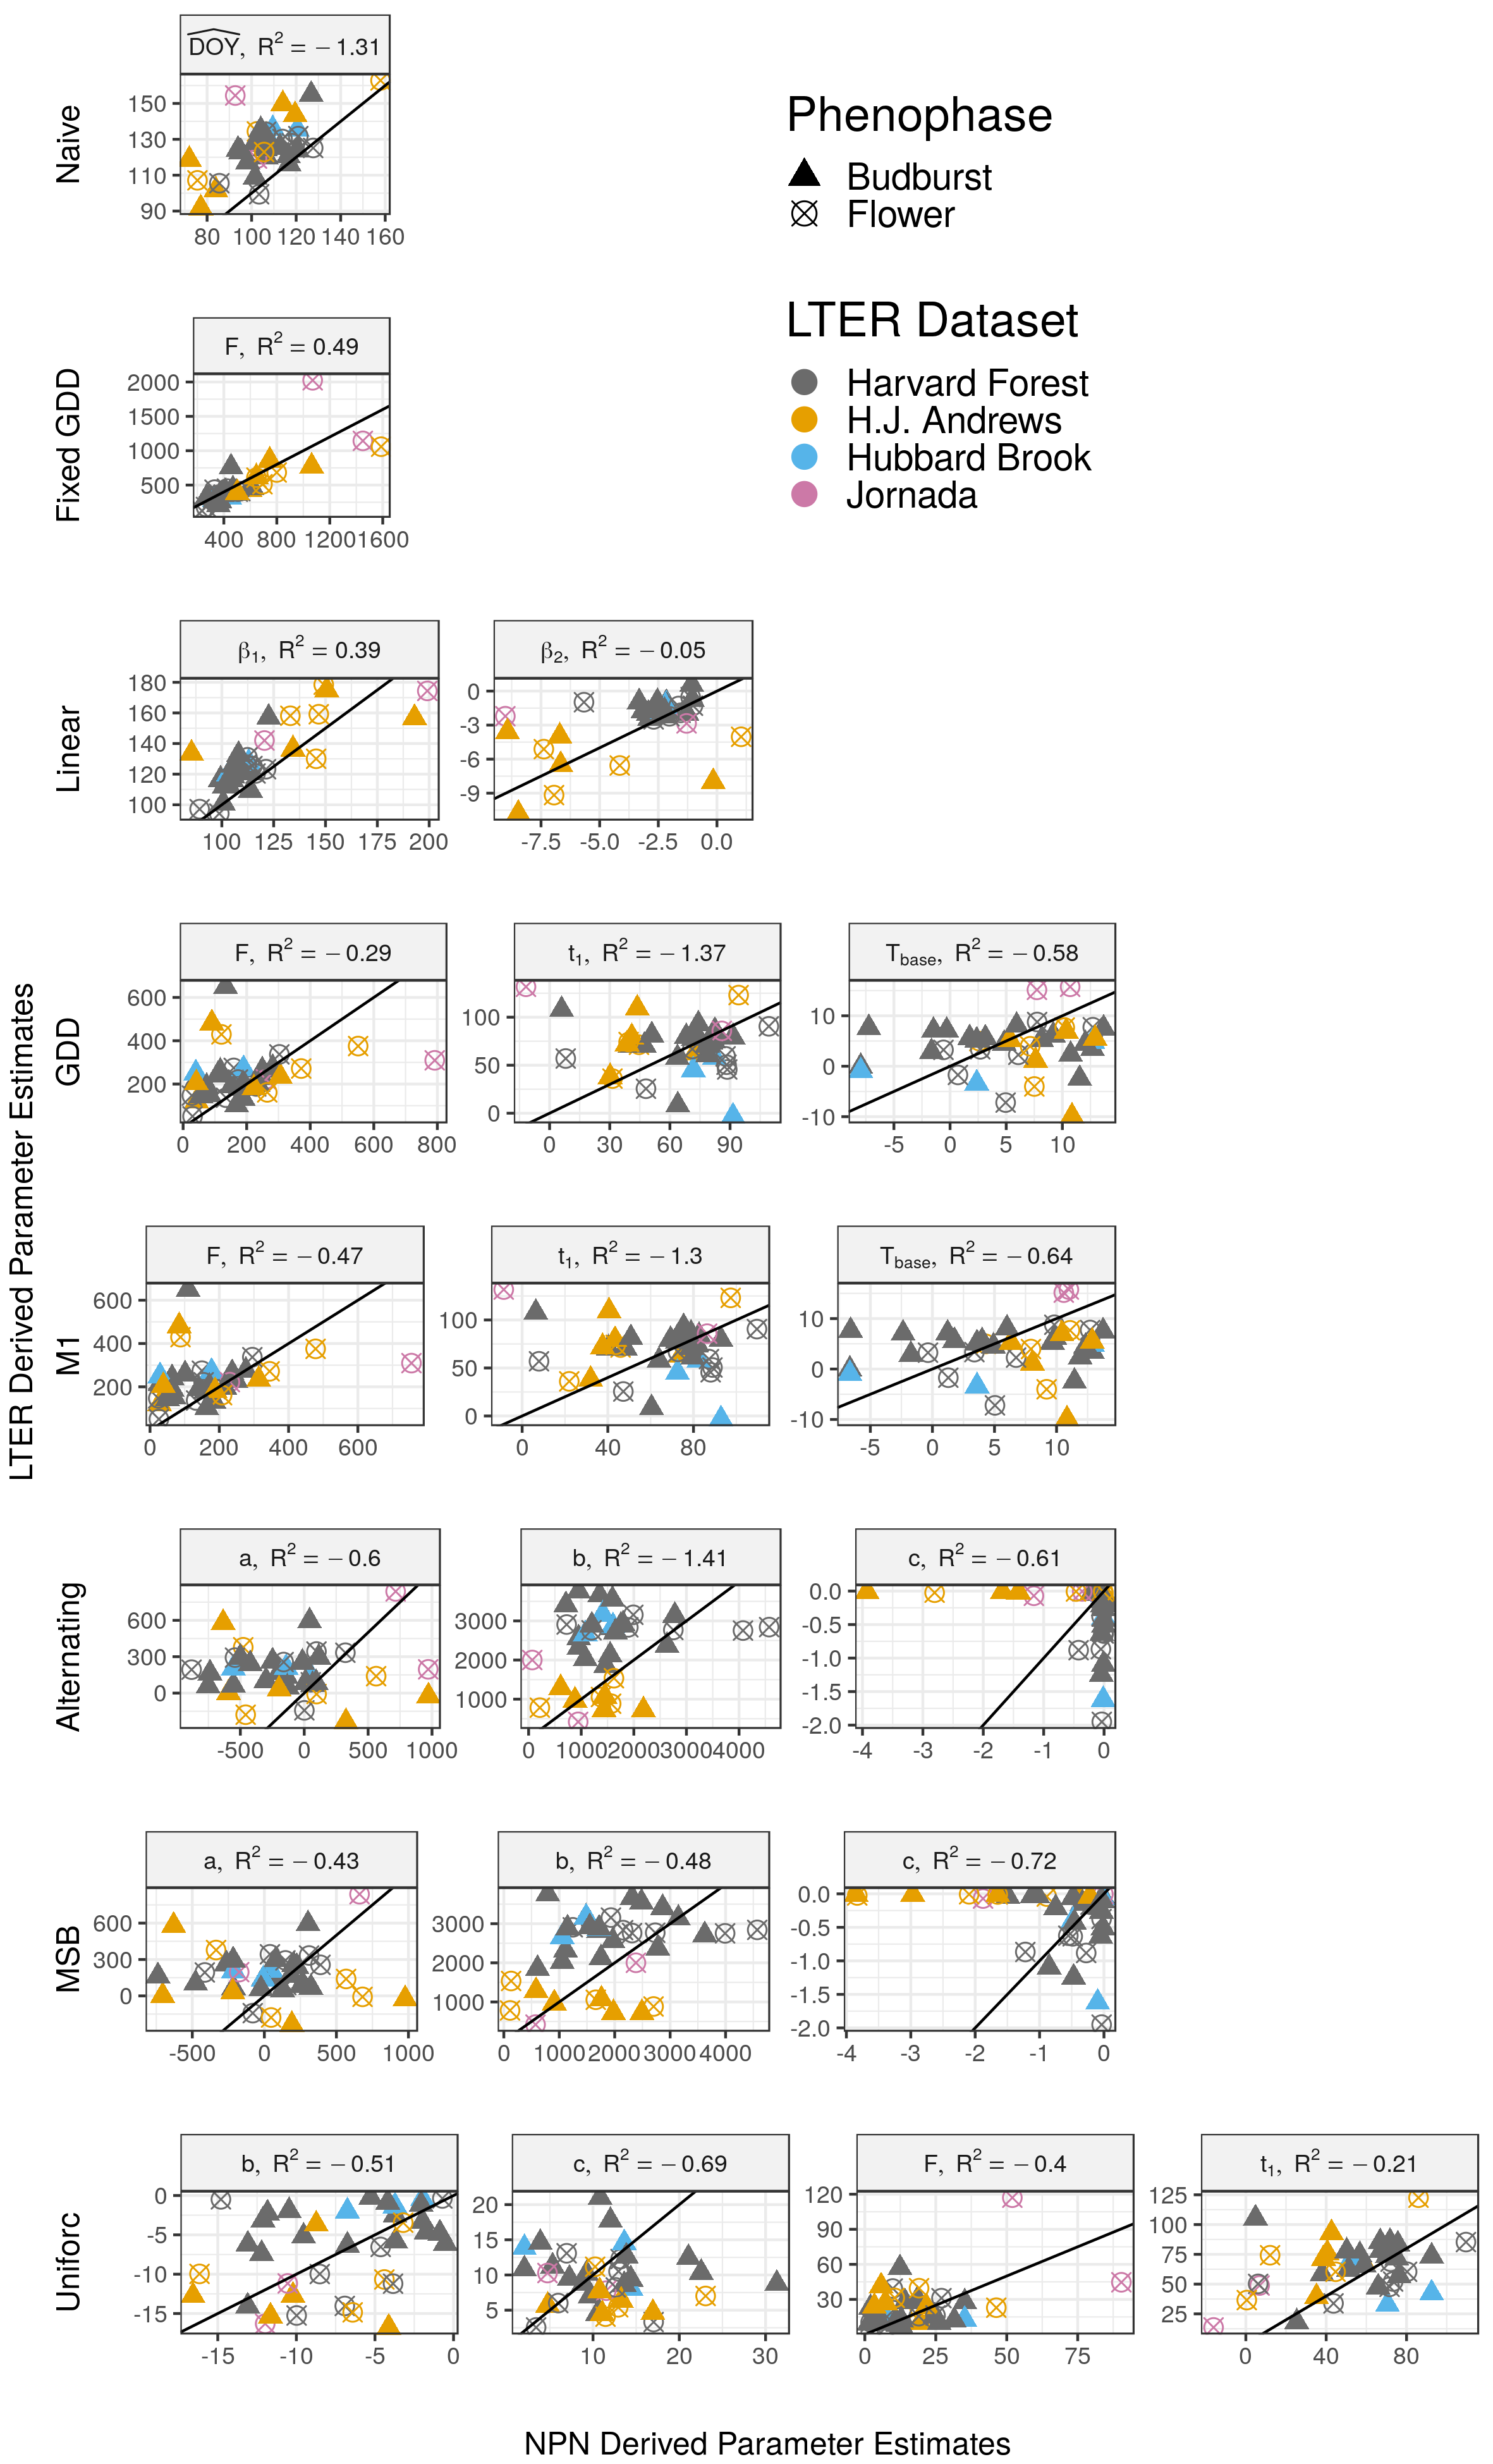 DOY, R² = − 1.31
Naive
150
130
110
90
80 100 120 140 160
Phenophase
Budburst
Flower
LTER Dataset
Harvard Forest
H.J. Andrews
Hubbard Brook
Jornada
F, R² = 0.49
Fixed GDD
2000
1500
1000
500
400 800 1200 1600
β₁, R² = 0.39
β₂, R² = − 0.05
Linear
180
160
140
120
100
100 125 150 175 200
0
-3
-6
-9
-7.5 -5.0 -2.5 0.0
LTER Derived Parameter Estimates
F, R² = − 0.29
t₁, R² = − 1.37
T_base, R² = − 0.58
GDD
600
400
200
0 200 400 600 800
100
50
0
0 30 60 90
10
0
-10
-5 0 5 10
F, R² = − 0.47
t₁, R² = − 1.3
T_base, R² = − 0.64
M1
600
400
200
0 200 400 600
100
50
0
0 40 80
10
0
-10
-5 0 5 10
a, R² = − 0.6
b, R² = − 1.41
c, R² = − 0.61
Alternating
600
300
0
-500 0 500 1000
3000
2000
1000
0 1000 2000 3000 4000
0.0
-0.5
-1.0
-1.5
-2.0
-4 -3 -2 -1 0
a, R² = − 0.43
b, R² = − 0.48
c, R² = − 0.72
MSB
600
300
0
-500 0 500 1000
3000
2000
1000
0 1000 2000 3000 4000
0.0
-0.5
-1.0
-1.5
-2.0
-4 -3 -2 -1 0
b, R² = − 0.51
c, R² = − 0.69
F, R² = − 0.4
t₁, R² = − 0.21
Uniforc
0
-5
-10
-15
-15 -10 -5 0
20
15
10
5
10 20 30
120
90
60
30
0 25 50 75
125
100
75
50
25
0 40 80
NPN Derived Parameter Estimates